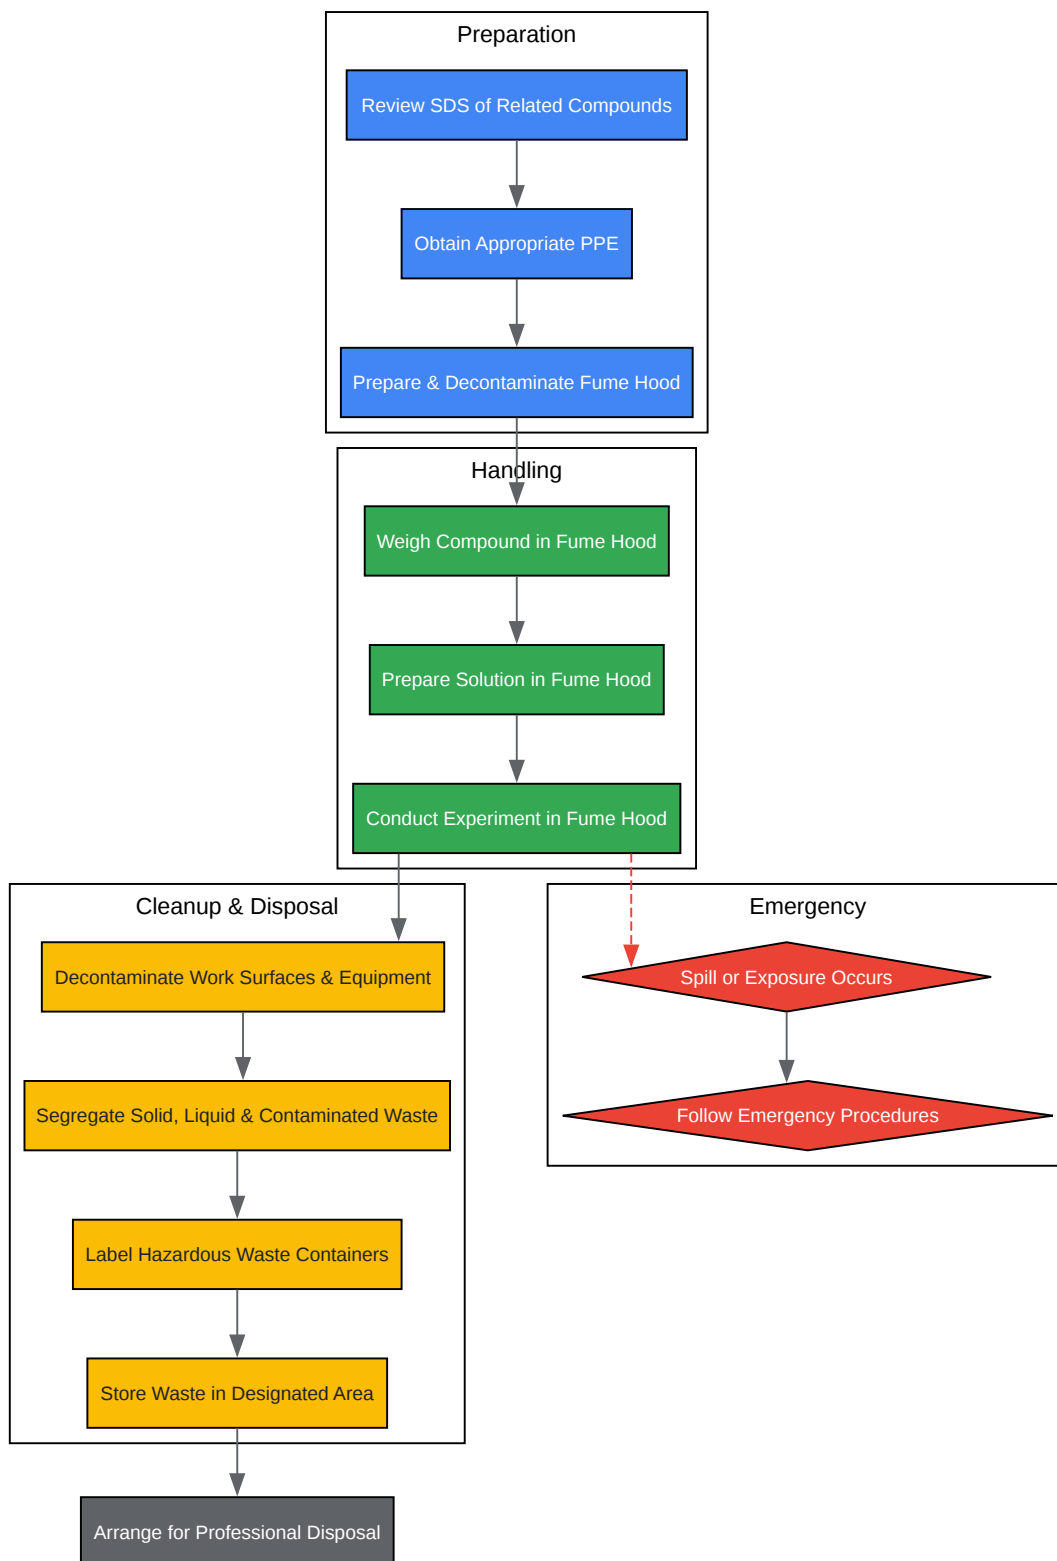 Preparation
Review SDS of Related Compounds
Obtain Appropriate PPE
Prepare & Decontaminate Fume Hood
Handling
Weigh Compound in Fume Hood
Prepare Solution in Fume Hood
Conduct Experiment in Fume Hood
Cleanup & Disposal
Decontaminate Work Surfaces & Equipment
Segregate Solid, Liquid & Contaminated Waste
Label Hazardous Waste Containers
Store Waste in Designated Area
Arrange for Professional Disposal
Emergency
Spill or Exposure Occurs
Follow Emergency Procedures